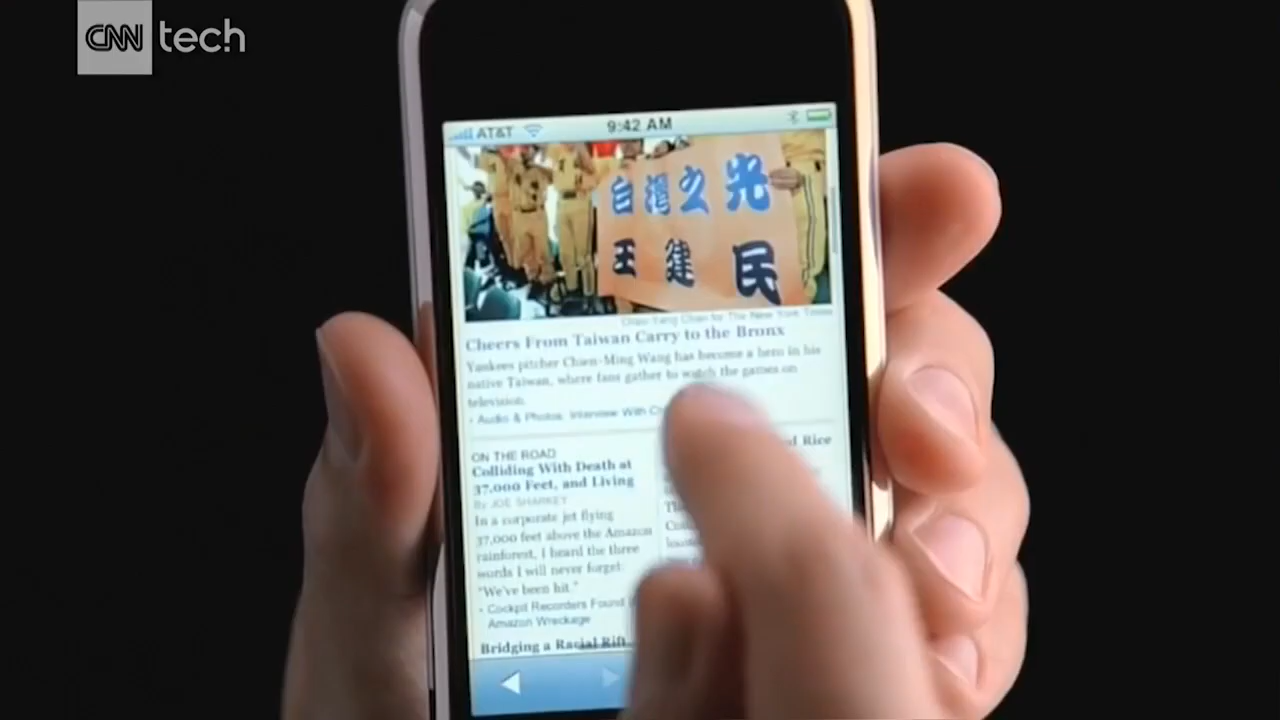 CNN tech
AT&T 9:42 AM
台灣之光
王建民
Chen Yang Chan for The New York Times
Cheers From Taiwan Carry to the Bronx
Yankees pitcher Chien-Ming Wang has become a hero in his
native Taiwan, where fans gather to watch the games on
television.
• Audio & Photos: Interview With
ON THE ROAD
Colliding With Death at
37,000 Feet, and Living
By JOE SHARKEY
In a corporate jet flying
37,000 feet above the Amazon
rainforest, I heard the three
words I will never forget:
"We've been hit."
• Cockpit Recorders Found
Amazon Wreckage
Bridging a Racial Rift
Rice